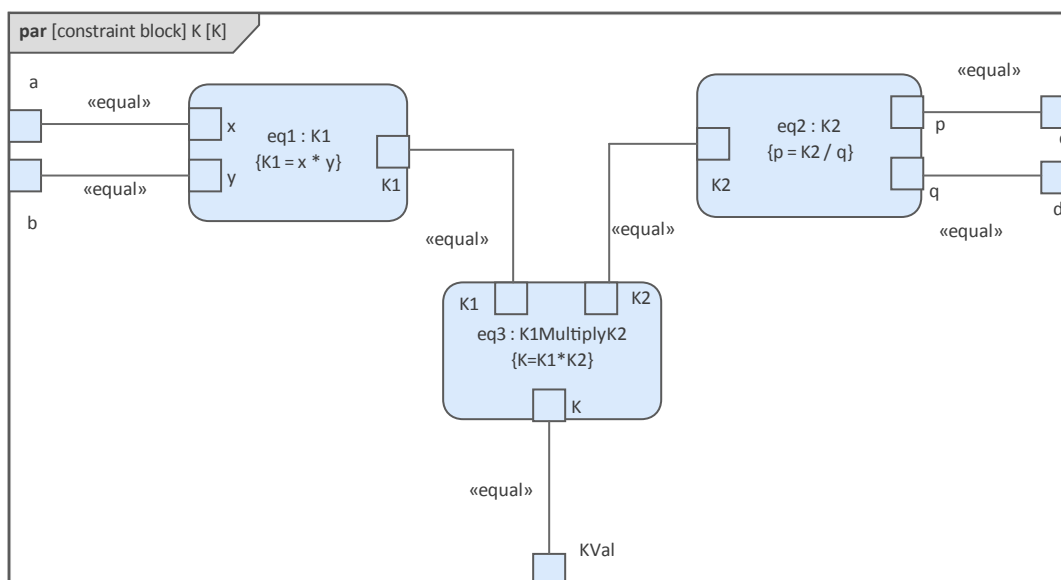 par [constraint block] K [K]
a
«equal»
«equal»
x
eq1 : K1
{K1 = x * y}
y
K1
«equal»
b
eq2 : K2
{p = K2 / q}
p
K2
q
d
«equal»
«equal»
«equal»
K1
K2
eq3 : K1MultiplyK2
{K=K1*K2}
K
«equal»
KVal